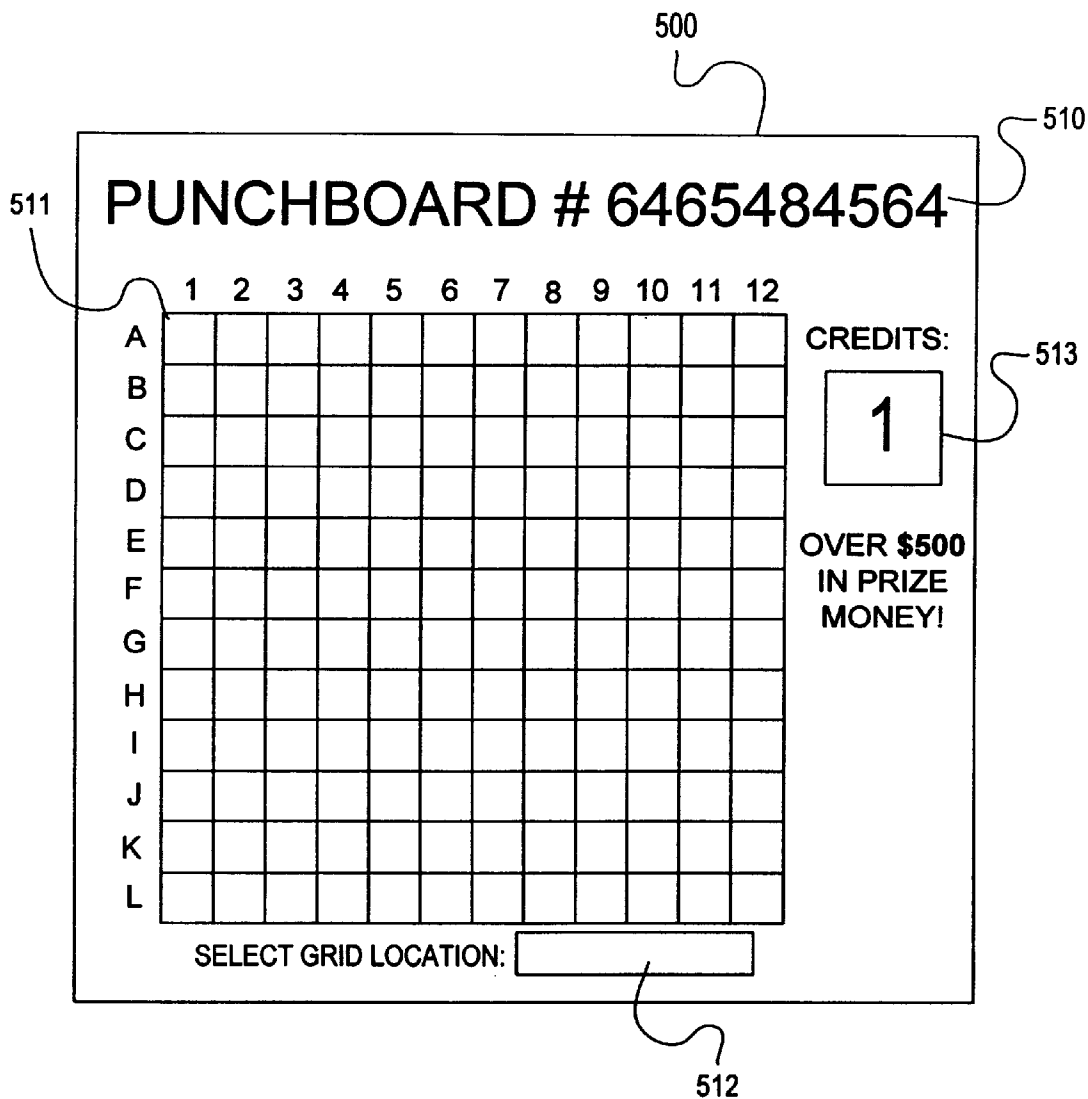 500
510
PUNCHBOARD # 6465484564
511
1 2 3 4 5 6 7 8 9 10 11 12
A
CREDITS:
513
B
1
C
D
E
OVER $500
F
IN PRIZE
G
MONEY!
H
I
J
K
L
SELECT GRID LOCATION:
512